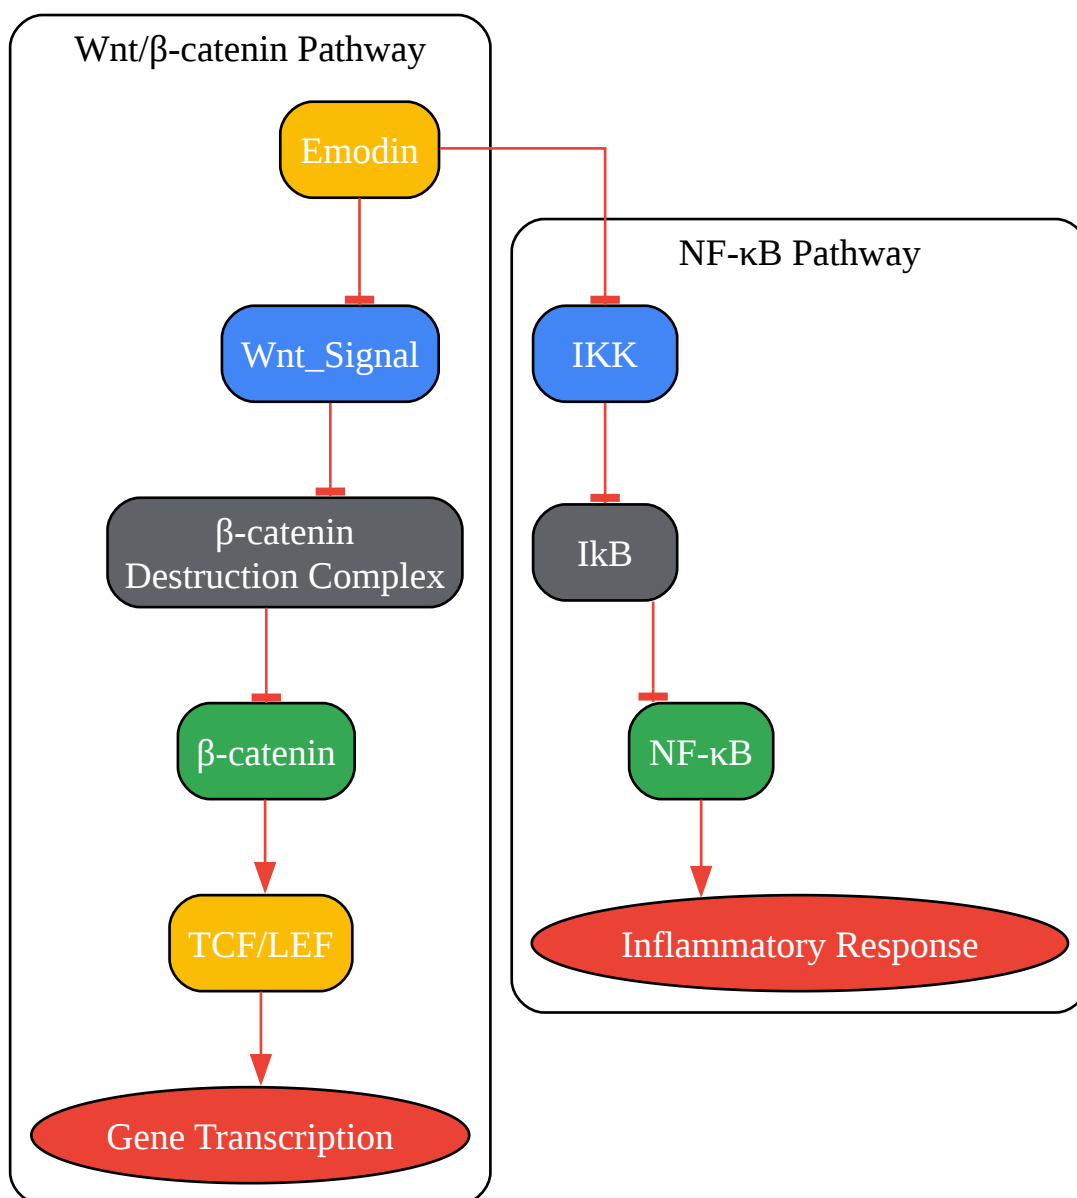 Wnt/β-catenin Pathway
Emodin
NF-κB Pathway
Wnt_Signal
IKK
β-catenin
Destruction Complex
IkB
β-catenin
NF-κB
TCF/LEF
Inflammatory Response
Gene Transcription